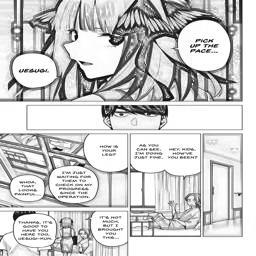 PICK
UP THE
PACE...
UESUGI.
HEY, KIDS.
HOW'VE
YOU BEEN?
AS YOU
CAN SEE,
I'M DOING
JUST FINE.
HOW IS
YOUR
LEG?
I'M JUST
WAITING FOR
THEM TO
CHECK ON MY
PROGRESS
SINCE THE
OPERATION.
WHOA,
THAT
LOOKS
PAINFUL...
IT'S NOT
MUCH,
BUT I
BROUGHT
YOU
THIS...
THANKS. IT'S
GOOD TO
HAVE YOU
HERE TOO,
UESUGI-KUN.